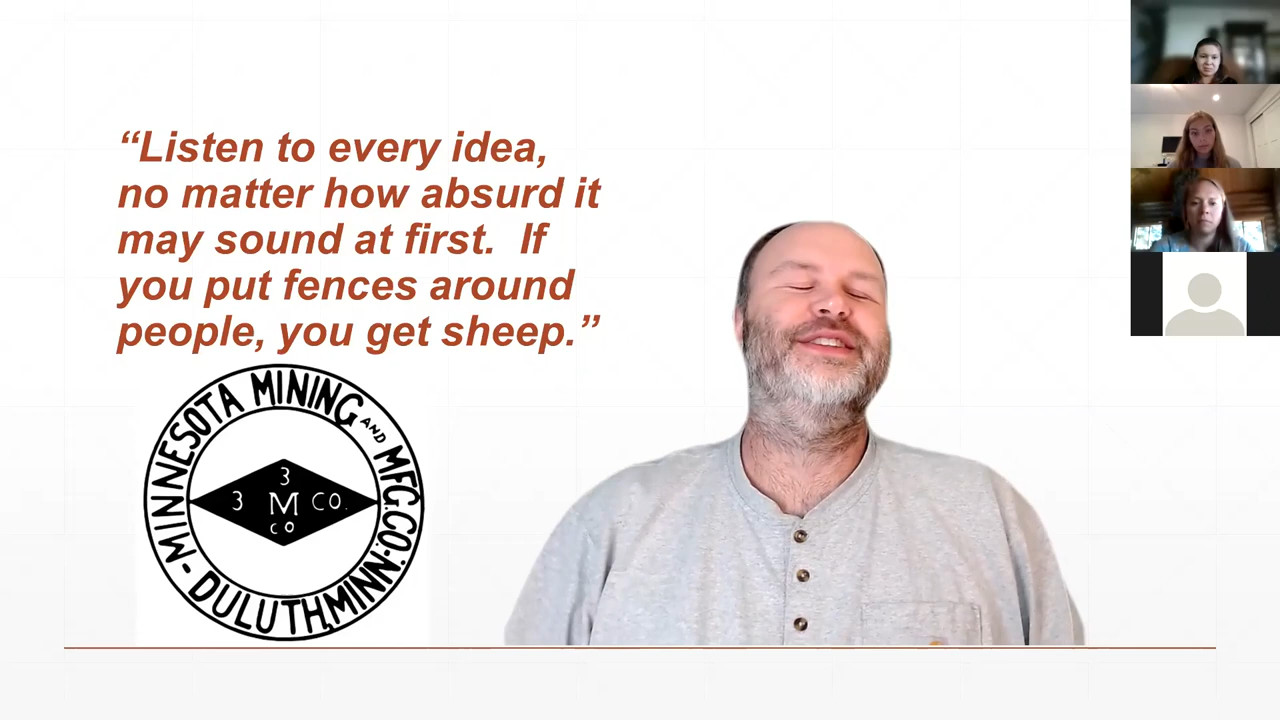 “Listen to every idea,
no matter how absurd it
may sound at first.  If
you put fences around
people, you get sheep.”
MINNESOTA MINING AND MFG. CO.
- DULUTH, MINN. -
3
3 M CO.
CO